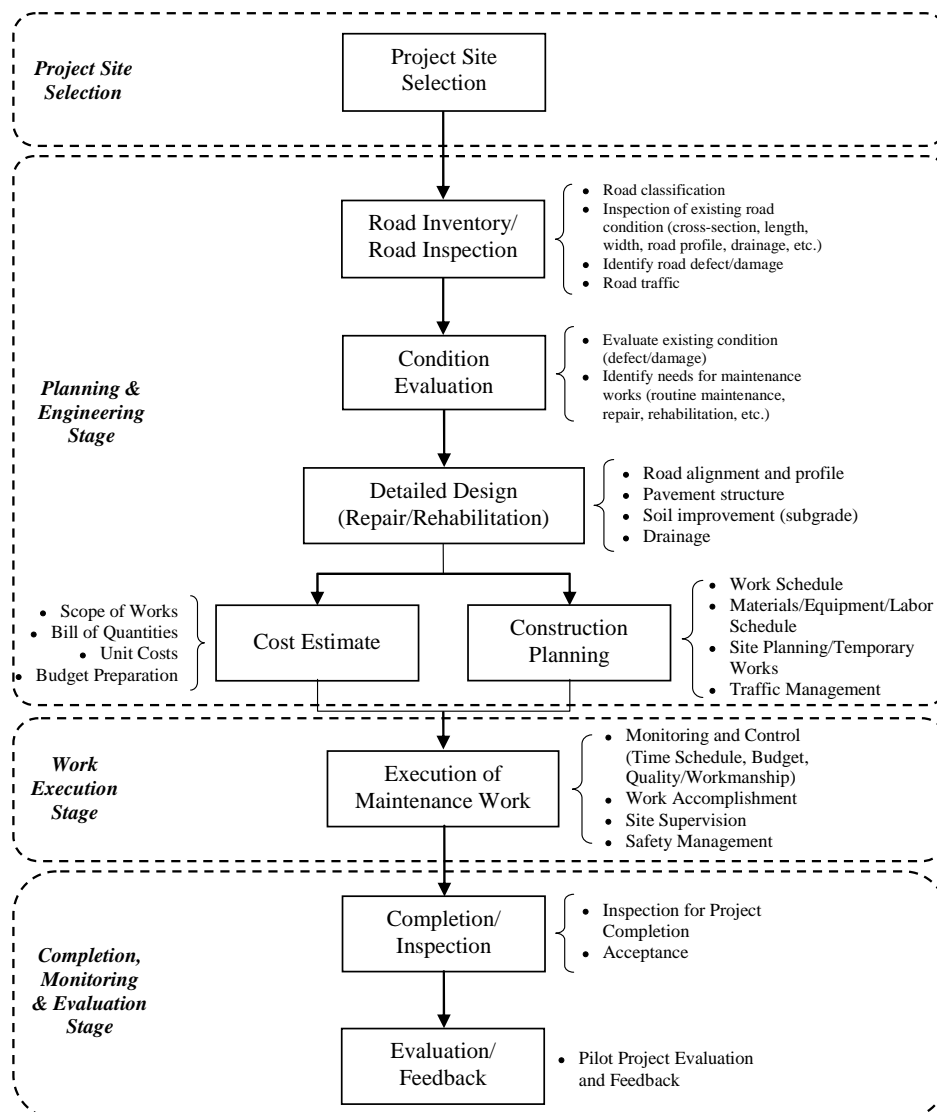 Project Site
Selection
Project Site
Selection
Planning &
Engineering
Stage
Road Inventory/
Road Inspection
• Road classification
• Inspection of existing road
condition (cross-section, length,
width, road profile, drainage, etc.)
• Identify road defect/damage
• Road traffic
Condition
Evaluation
• Evaluate existing condition
(defect/damage)
• Identify needs for maintenance
works (routine maintenance,
repair, rehabilitation, etc.)
Detailed Design
(Repair/Rehabilitation)
• Road alignment and profile
• Pavement structure
• Soil improvement (subgrade)
• Drainage
• Scope of Works
• Bill of Quantities
• Unit Costs
• Budget Preparation
Cost Estimate
Construction
Planning
• Work Schedule
• Materials/Equipment/Labor
Schedule
• Site Planning/Temporary
Works
• Traffic Management
Work
Execution
Stage
Execution of
Maintenance Work
• Monitoring and Control
(Time Schedule, Budget,
Quality/Workmanship)
• Work Accomplishment
• Site Supervision
• Safety Management
Completion,
Monitoring
& Evaluation
Stage
Completion/
Inspection
• Inspection for Project
Completion
• Acceptance
Evaluation/
Feedback
• Pilot Project Evaluation
and Feedback